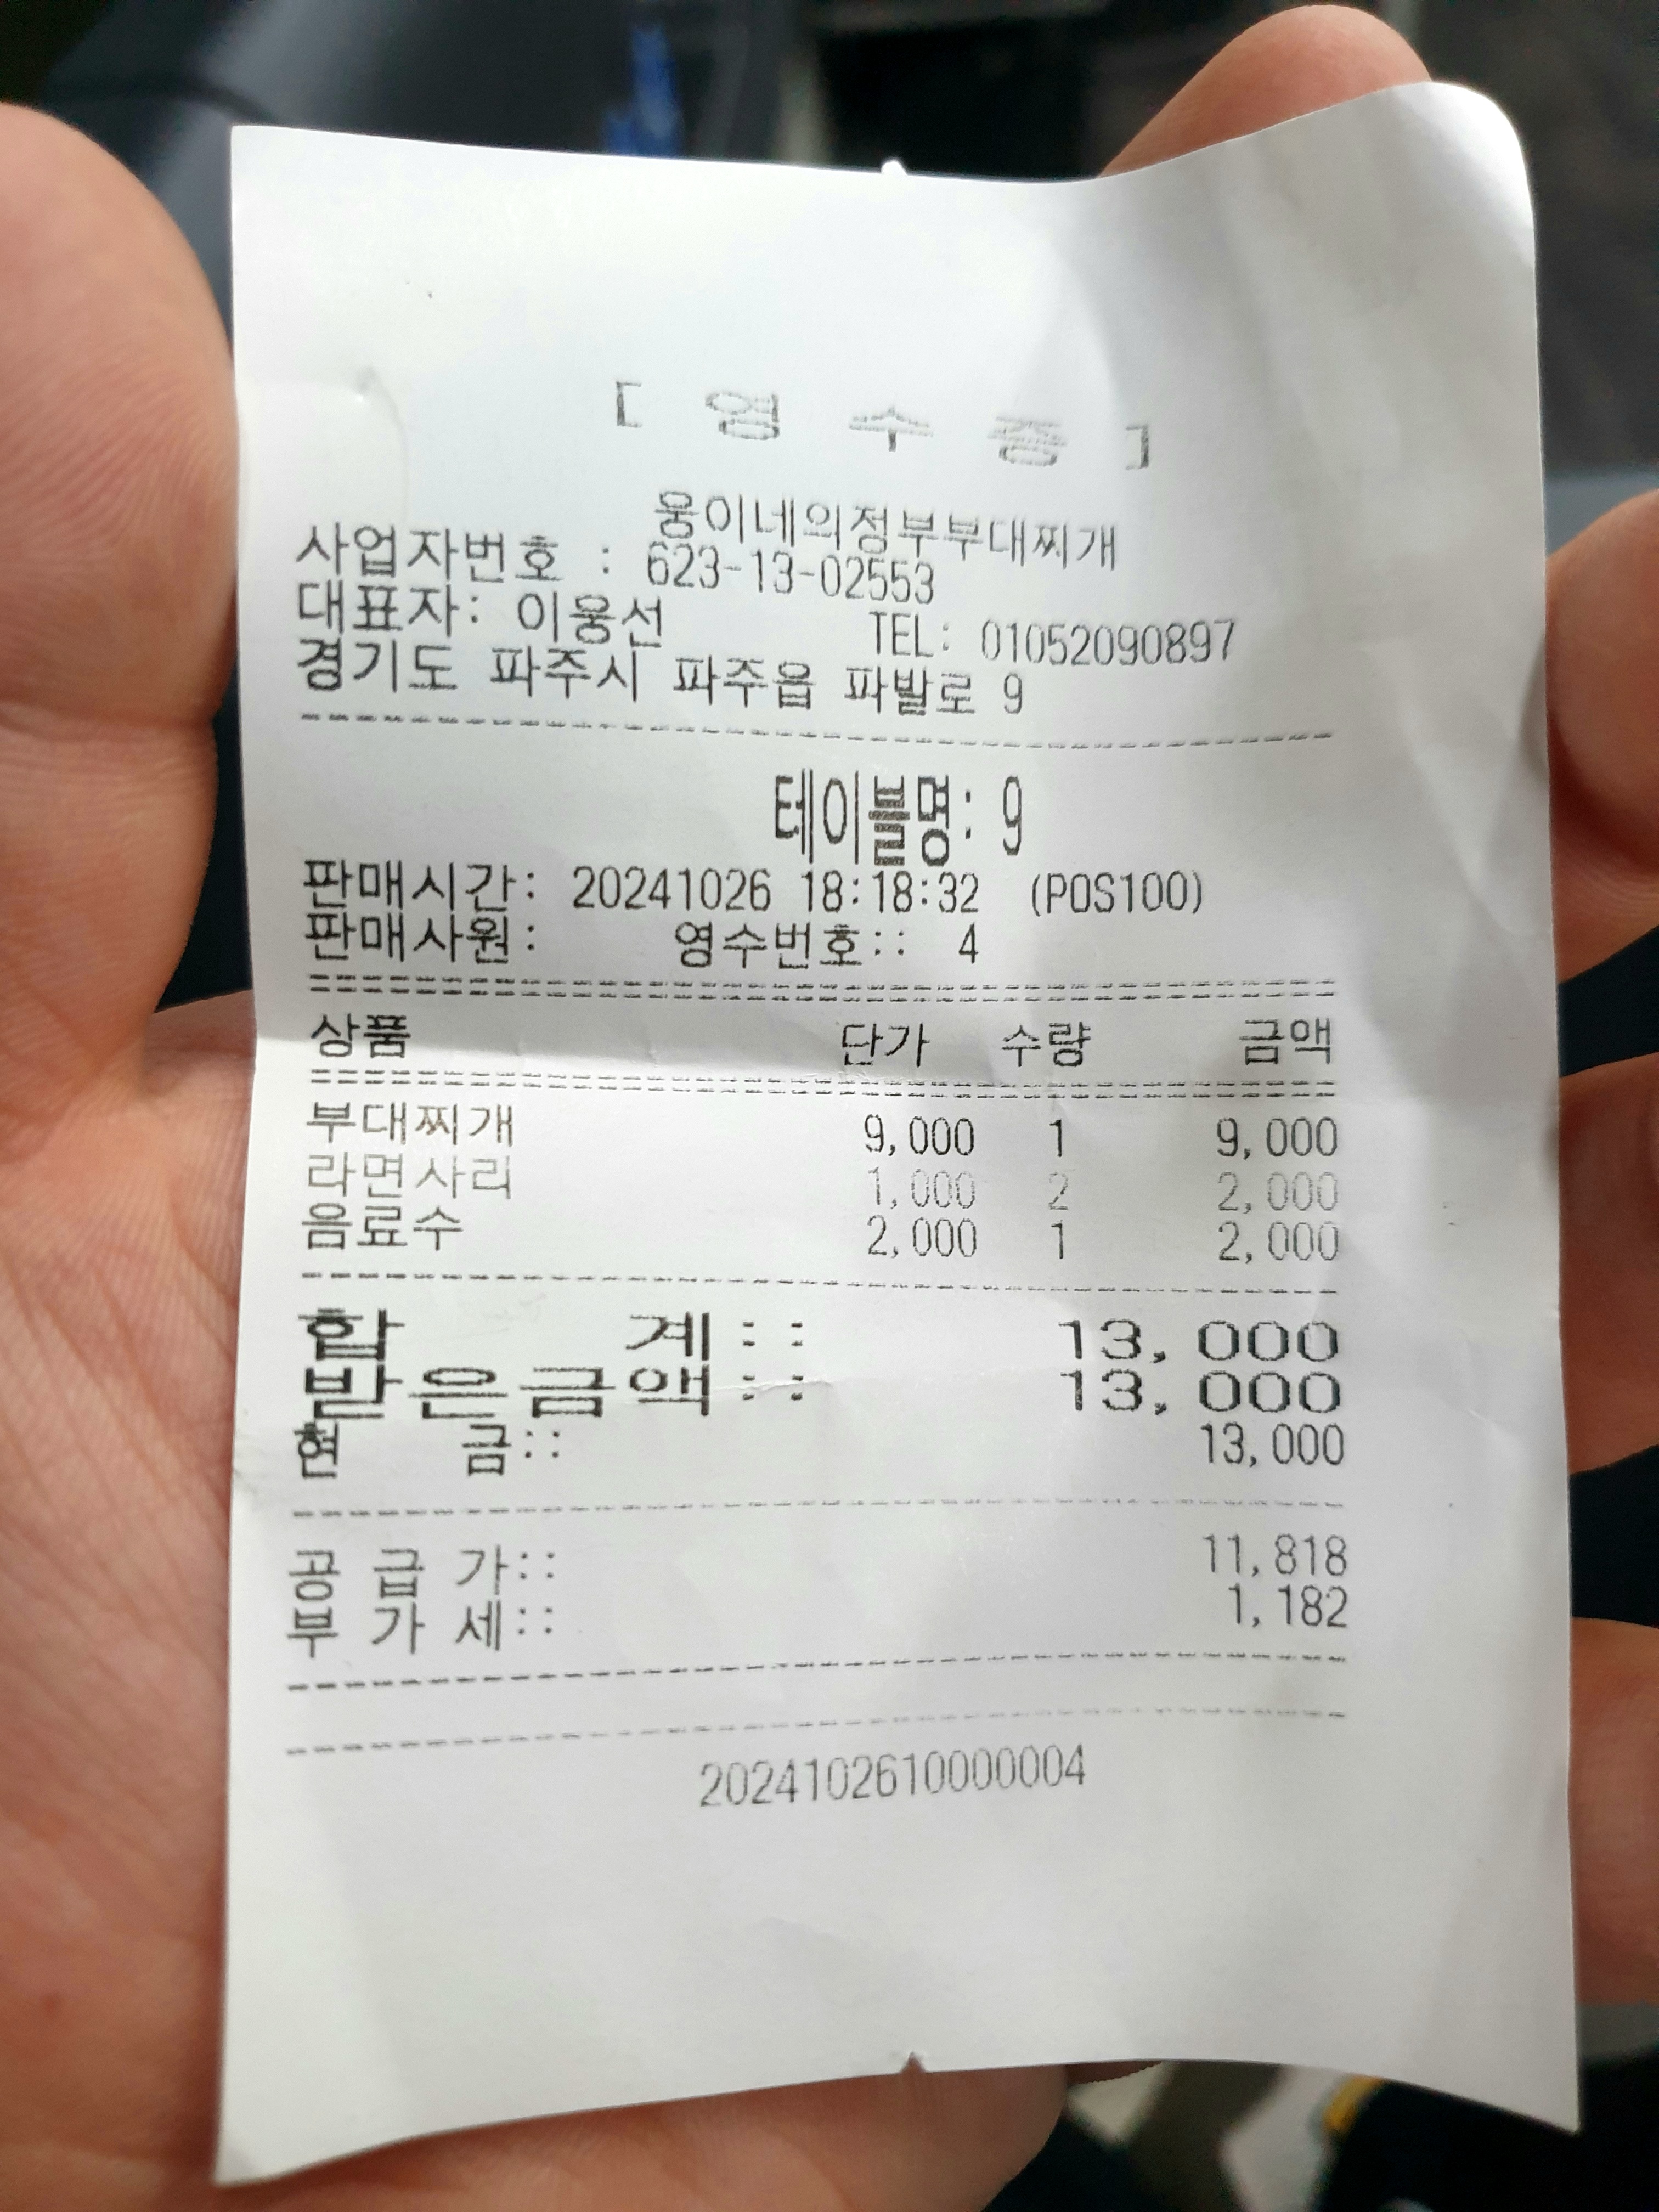 [ 영 수 증 ]
웅이네의정부부대찌개
사업자번호 : 623-13-02553
대표자: 이웅선 TEL: 01052090897
경기도 파주시 파주읍 파발로 9
테이블명: 9
판매시간: 20241026 18:18:32 (POS100)
판매사원: 영수번호:: 4
상품 단가 수량 금액
부대찌개 9,000 1 9,000
라면사리 1,000 2 2,000
음료수 2,000 1 2,000
합 계:: 13,000
받은금액:: 13,000
현 금:: 13,000
공 급 가:: 11,818
부 가 세:: 1,182
2024102610000004